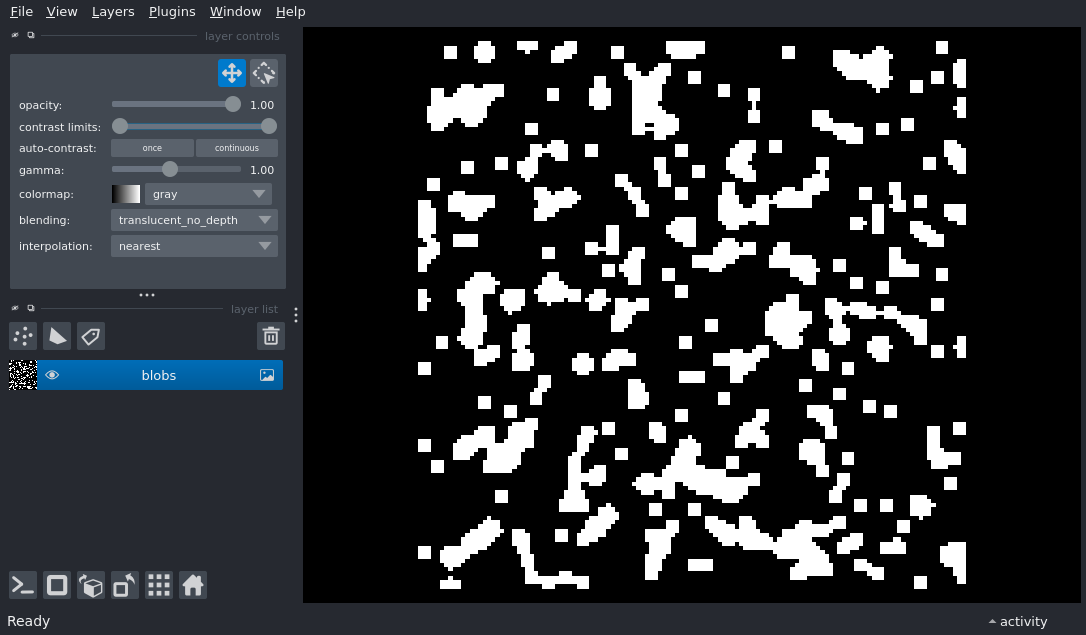 File View Layers Plugins Window Help
layer controls
opacity: 1.00
contrast limits:
auto-contrast: once continuous
gamma: 1.00
colormap: gray
blending: translucent_no_depth
interpolation: nearest
layer list
blobs
Ready
activity